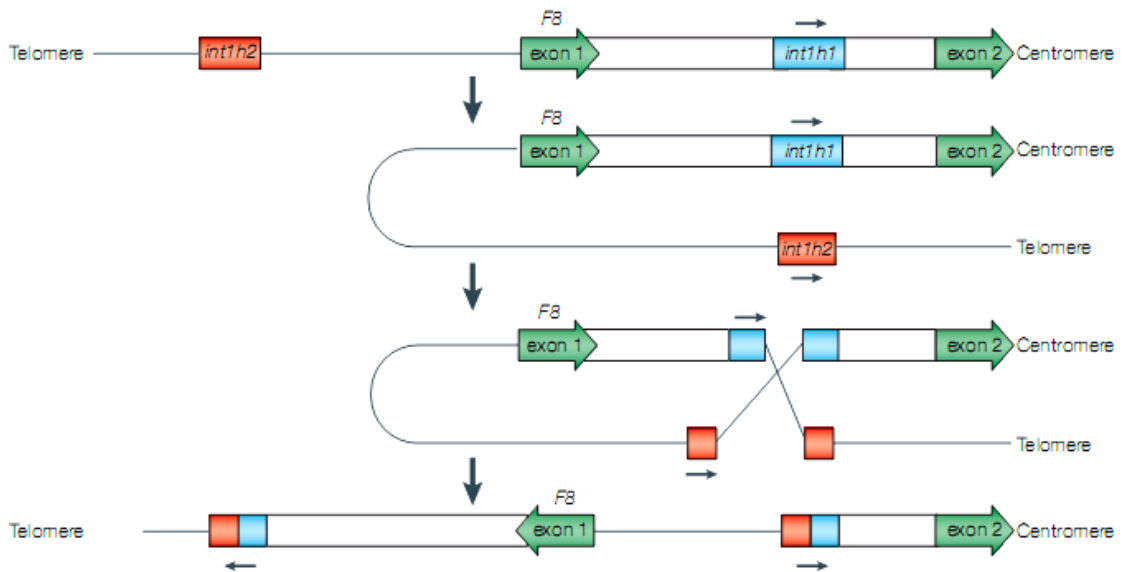 F8
Telomere int1h2 exon 1 int1h1 exon 2 Centromere
F8
exon 1 int1h1 exon 2 Centromere
int1h2 Telomere
F8
exon 1 exon 2 Centromere
Telomere
F8
Telomere exon 1 exon 2 Centromere